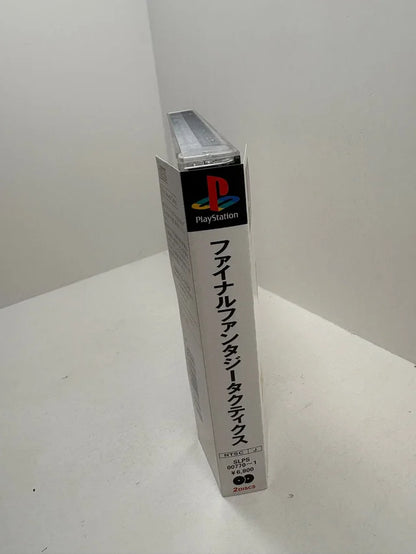 PlayStation
ファイナルファンタジータクティクス
NTSC J
SLPS
00770～1
¥6,800
2DISCS